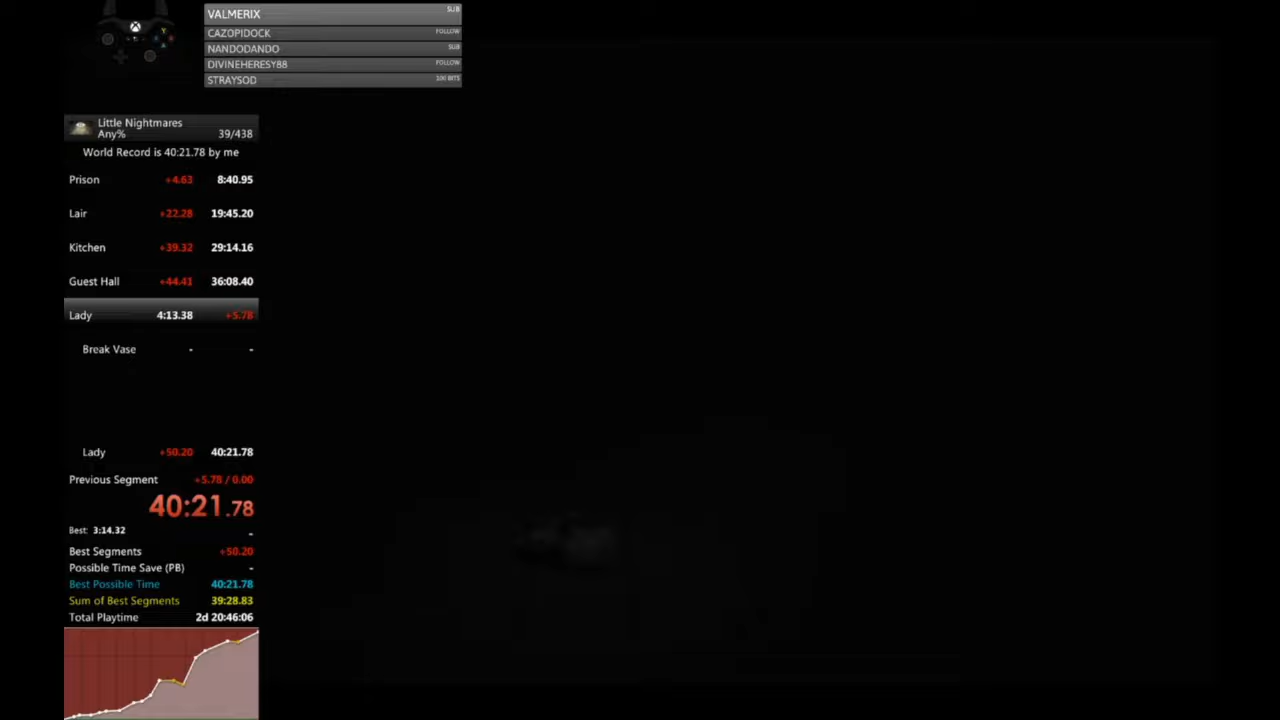 VALMERIX SUB
CAZOPIDOCK FOLLOW
NANDODANDO SUB
DIVINEHERESY88 FOLLOW
STRAYSOD 100 BITS
Little Nightmares
Any% 39/438
World Record is 40:21.78 by me
Prison +4.63 8:40.95
Lair +22.28 19:45.20
Kitchen +39.32 29:14.16
Guest Hall +44.41 36:08.40
Lady 4:13.38 +5.78
Break Vase - -
Lady +50.20 40:21.78
Previous Segment +5.78 / 0.00
40:21.78
Best: 3:14.32 -
Best Segments +50.20
Possible Time Save (PB) -
Best Possible Time 40:21.78
Sum of Best Segments 39:28.83
Total Playtime 2d 20:46:06